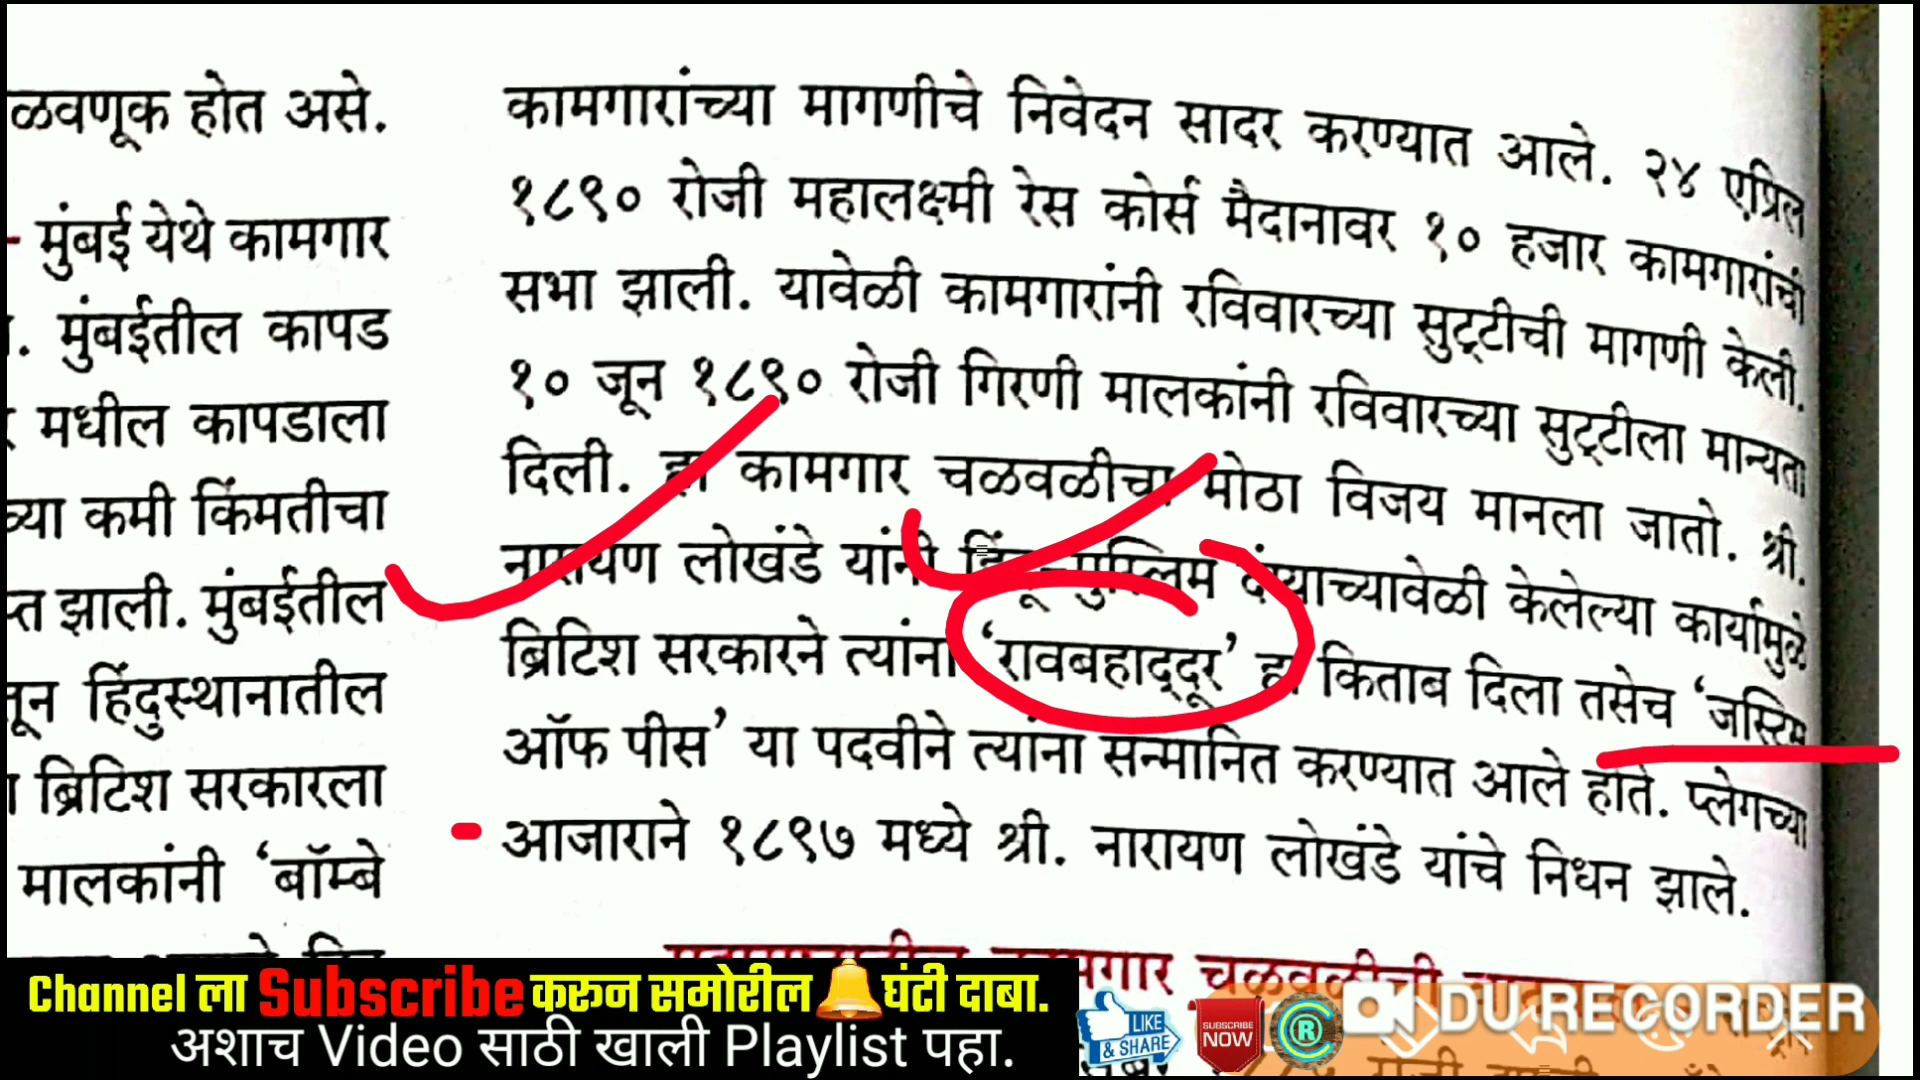 ळवणूक होत असे.
- मुंबई येथे कामगार
. मुंबईतील कापड
मधील कापडाला
च्या कमी किंमतीचा
प्त झाली. मुंबईतील
तून हिंदुस्थानातील
ब्रिटिश सरकारला
मालकांनी ‘बॉम्बे
कामगारांच्या मागणीचे निवेदन सादर करण्यात आले. २४ एप्रिल
१८९० रोजी महालक्ष्मी रेस कोर्स मैदानावर १० हजार कामगारांची
सभा झाली. यावेळी कामगारांनी रविवारच्या सुट्टीची मागणी केली.
१० जून १८९० रोजी गिरणी मालकांनी रविवारच्या सुट्टीला मान्यता
दिली. हा कामगार चळवळीचा मोठा विजय मानला जातो. श्री.
नारायण लोखंडे यांनी हिंदू-मुस्लिम दंग्याच्यावेळी केलेल्या कार्यामुळे
ब्रिटिश सरकारने त्यांना ‘रावबहाद्दूर’ हा किताब दिला तसेच ‘जस्टिस
ऑफ पीस’ या पदवीने त्यांना सन्मानित करण्यात आले होते. प्लेगच्या
आजाराने १८९७ मध्ये श्री. नारायण लोखंडे यांचे निधन झाले.
कामगार चळवळीची
Channel ला Subscribe करून समोरील 🔔 घंटी दाबा.
अशाच Video साठी खाली Playlist पहा.
LIKE
& SHARE
SUBSCRIBE
NOW
R
DU RECORDER